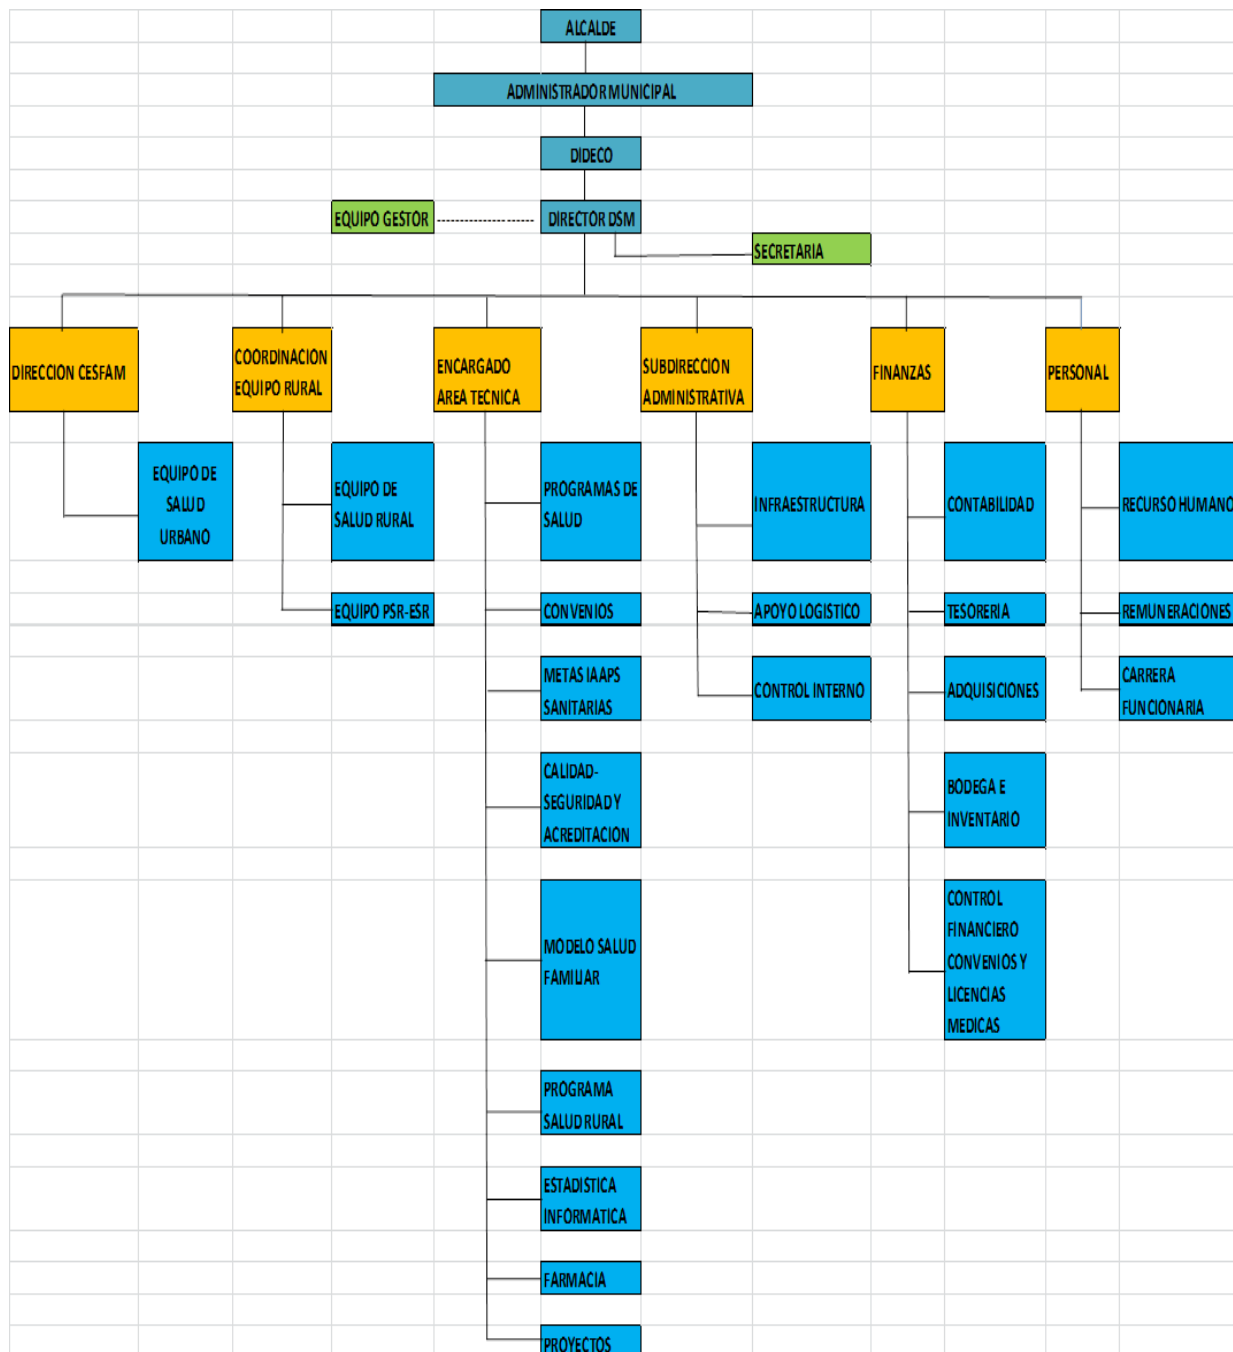 ALCALDE
ADMINISTRADOR MUNICIPAL
DIDECO
EQUIPO GESTOR
DIRECTOR DSM
SECRETARIA
DIRECCION CESFAM
COORDINACION
EQUIPO RURAL
ENCARGADO
AREA TECNICA
SUBDIRECCION
ADMINISTRATIVA
FINANZAS
PERSONAL
EQUIPO DE
SALUD
URBANO
EQUIPO DE
SALUD RURAL
PROGRAMAS DE
SALUD
INFRAESTRUCTURA
CONTABILIDAD
RECURSO HUMANO
EQUIPO PSR-ESR
CONVENIOS
APOYO LOGISTICO
TESORERIA
REMUNERACIONES
METAS IAAPS
SANITARIAS
CONTROL INTERNO
ADQUISICIONES
CARRERA
FUNCIONARIA
CALIDAD-
SEGURIDAD Y
ACREDITACION
BODEGA E
INVENTARIO
MODELO SALUD
FAMILIAR
CONTROL
FINANCIERO
CONVENIOS Y
LICENCIAS
MEDICAS
PROGRAMA
SALUD RURAL
ESTADISTICA
INFORMATICA
FARMACIA
PROYECTOS